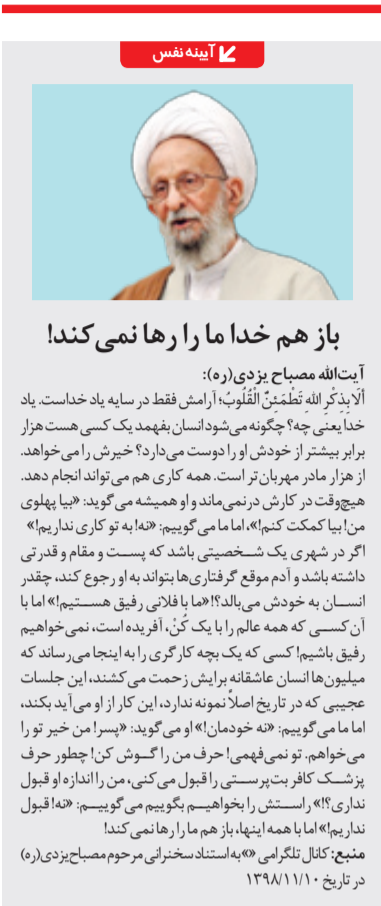 آیینه نفس
باز هم خدا ما را رها نمی‌کند!
آیت‌الله مصباح یزدی(ره):
أَلَا بِذِكْرِ اللهِ تَطْمَئِنُّ الْقُلُوبُ؛ آرامش فقط در سایه یاد خداست. یاد
خدا یعنی چه؟ چگونه می‌شود انسان بفهمد یک کسی هست هزار
برابر بیشتر از خودش او را دوست می‌دارد؟ خیرش را می‌خواهد.
از هزار مادر مهربان‌تر است. همه کاری هم می‌تواند انجام دهد.
هیچ‌وقت در کارش درنمی‌ماند و او همیشه می‌گوید: «بیا پهلوی
من! بیا کمکت کنم!»، اما ما می‌گوییم: «نه! به تو کاری نداریم!»
اگر در شهری یک شخصیتی باشد که پست و مقام و قدرتی
داشته باشد و آدم موقع گرفتاری‌ها بتواند به او رجوع کند، چقدر
انسان به خودش می‌بالد؟! «ما با فلانی رفیق هستیم!» اما با
آن کسی که همه عالم را با یک کُنْ، آفریده است، نمی‌خواهیم
رفیق باشیم! کسی که یک بچه کارگری را به اینجا می‌رساند که
میلیون‌ها انسان عاشقانه برایش زحمت می‌کشند، این جلسات
عجیبی که در تاریخ اصلاً نمونه ندارد، این کار از او می‌آید بکند،
اما ما می‌گوییم: «نه خودمان!» او می‌گوید: «پسر! من خیر تو را
می‌خواهم. تو نمی‌فهمی! حرف من را گوش کن! چطور حرف
پزشک کافر بت‌پرستی را قبول می‌کنی، من را اندازه او قبول
نداری؟!» راستش را بخواهیم بگوییم می‌گوییم: «نه! قبول
نداریم!» اما با همه اینها، باز هم ما را رها نمی‌کند!
منبع: کانال تلگرامی «»به استناد سخنرانی مرحوم مصباح یزدی(ره)
در تاریخ ۱۳۹۸/۱۱/۱۰